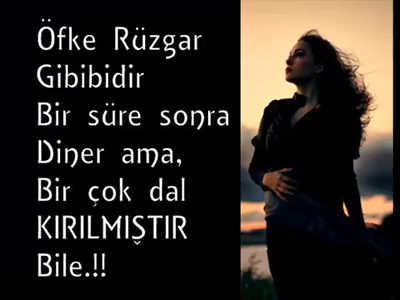 Öfke Rüzgar
Gibibidir
Bir süre sonra
Diner ama,
Bir çok dal
KIRILMIŞTIR
Bile.!!